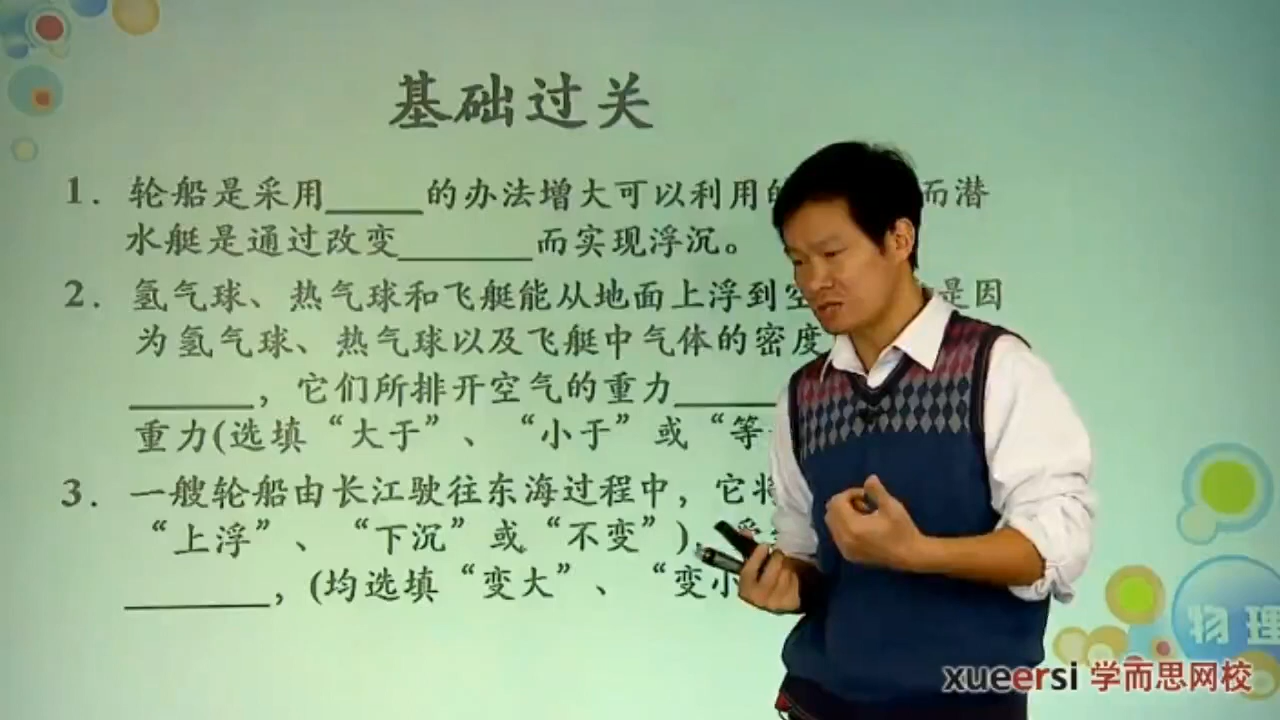 基础过关
1. 轮船是采用_____的办法增大可以利用的 而潜
水艇是通过改变_______而实现浮沉。
2. 氢气球、热气球和飞艇能从地面上浮到空 是因
为氢气球、热气球以及飞艇中气体的密度
______，它们所排开空气的重力_____
重力(选填“大于”、“小于”或“等
3. 一艘轮船由长江驶往东海过程中，它将
“上浮”、“下沉”或“不变”)，受
_______，(均选填“变大”、“变小
物理
xueersi 学而思网校